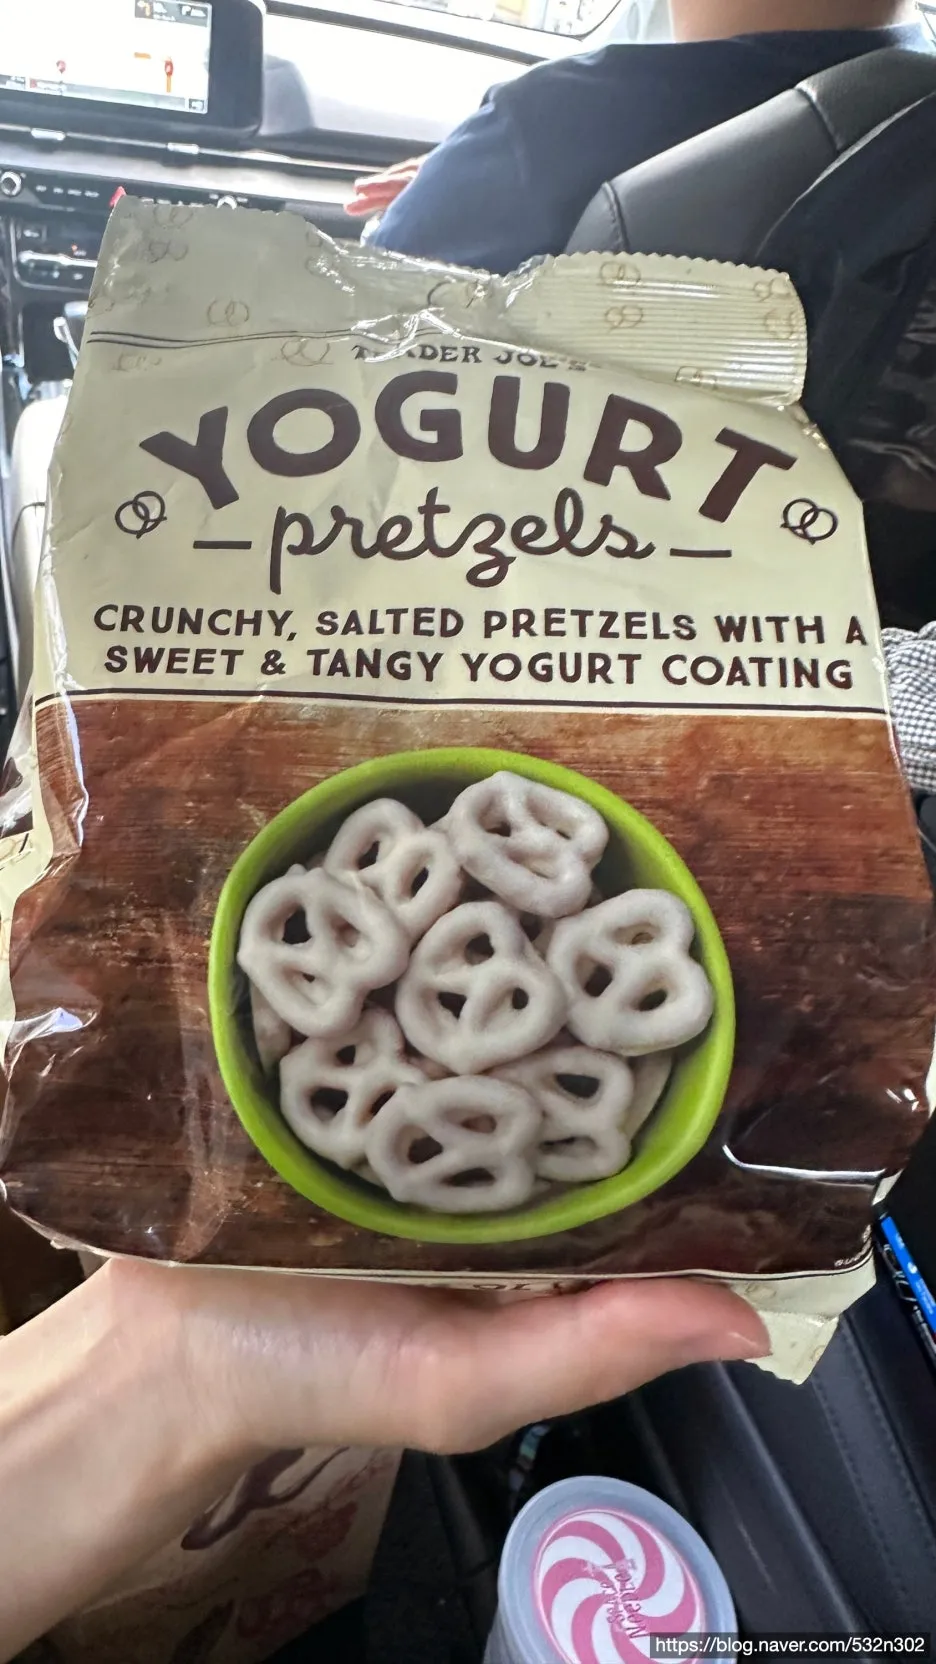 TRADER JOE'S
YOGURT
pretzels
CRUNCHY, SALTED PRETZELS WITH A
SWEET & TANGY YOGURT COATING
https://blog.naver.com/532n302